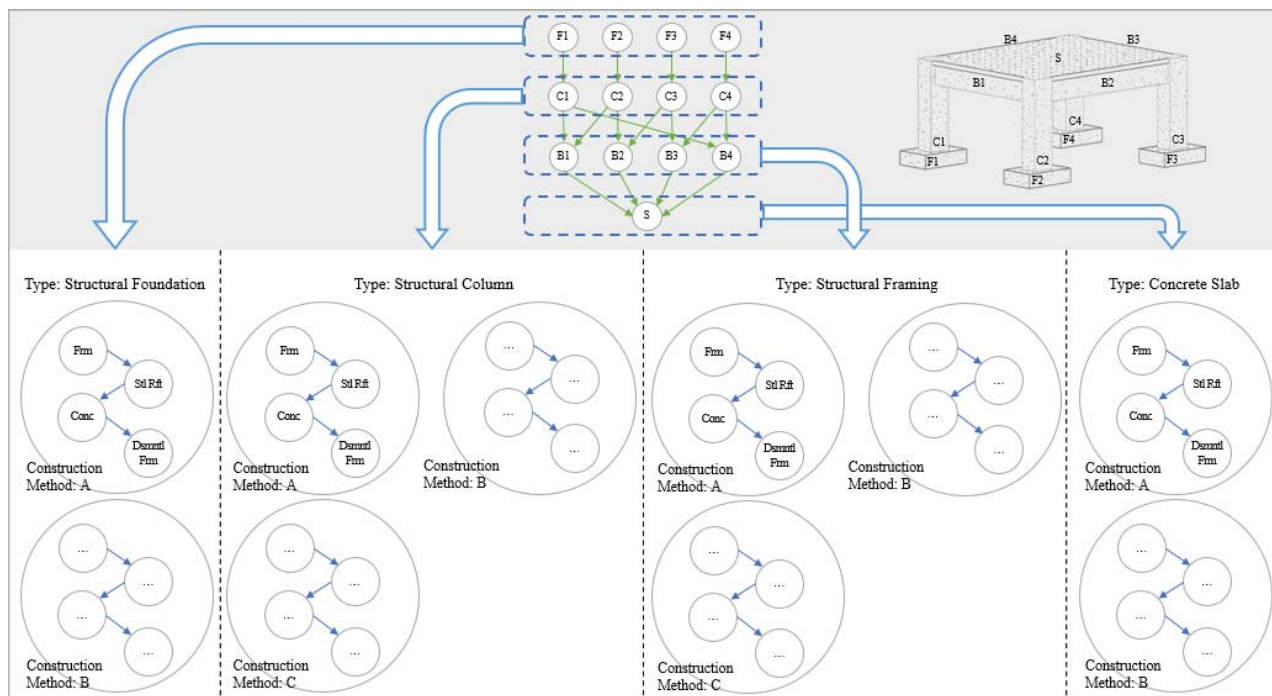 F1 F2 F3 F4
C1 C2 C3 C4
B1 B2 B3 B4
S
B4 B3
S
B1 B2
C1 C4 C3
F1 F4 C2 F3
F2
Type: Structural Foundation
Frm
Stl Rft
Conc
Dsmntl
Frm
Construction
Method: A
...
...
...
...
Construction
Method: B
Type: Structural Column
Frm
Stl Rft
Conc
Dsmntl
Frm
Construction
Method: A
...
...
...
...
Construction
Method: B
...
...
...
...
Construction
Method: C
Type: Structural Framing
Frm
Stl Rft
Conc
Dsmntl
Frm
Construction
Method: A
...
...
...
...
Construction
Method: B
...
...
...
...
Construction
Method: C
Type: Concrete Slab
Frm
Stl Rft
Conc
Dsmntl
Frm
Construction
Method: A
...
...
...
...
Construction
Method: B